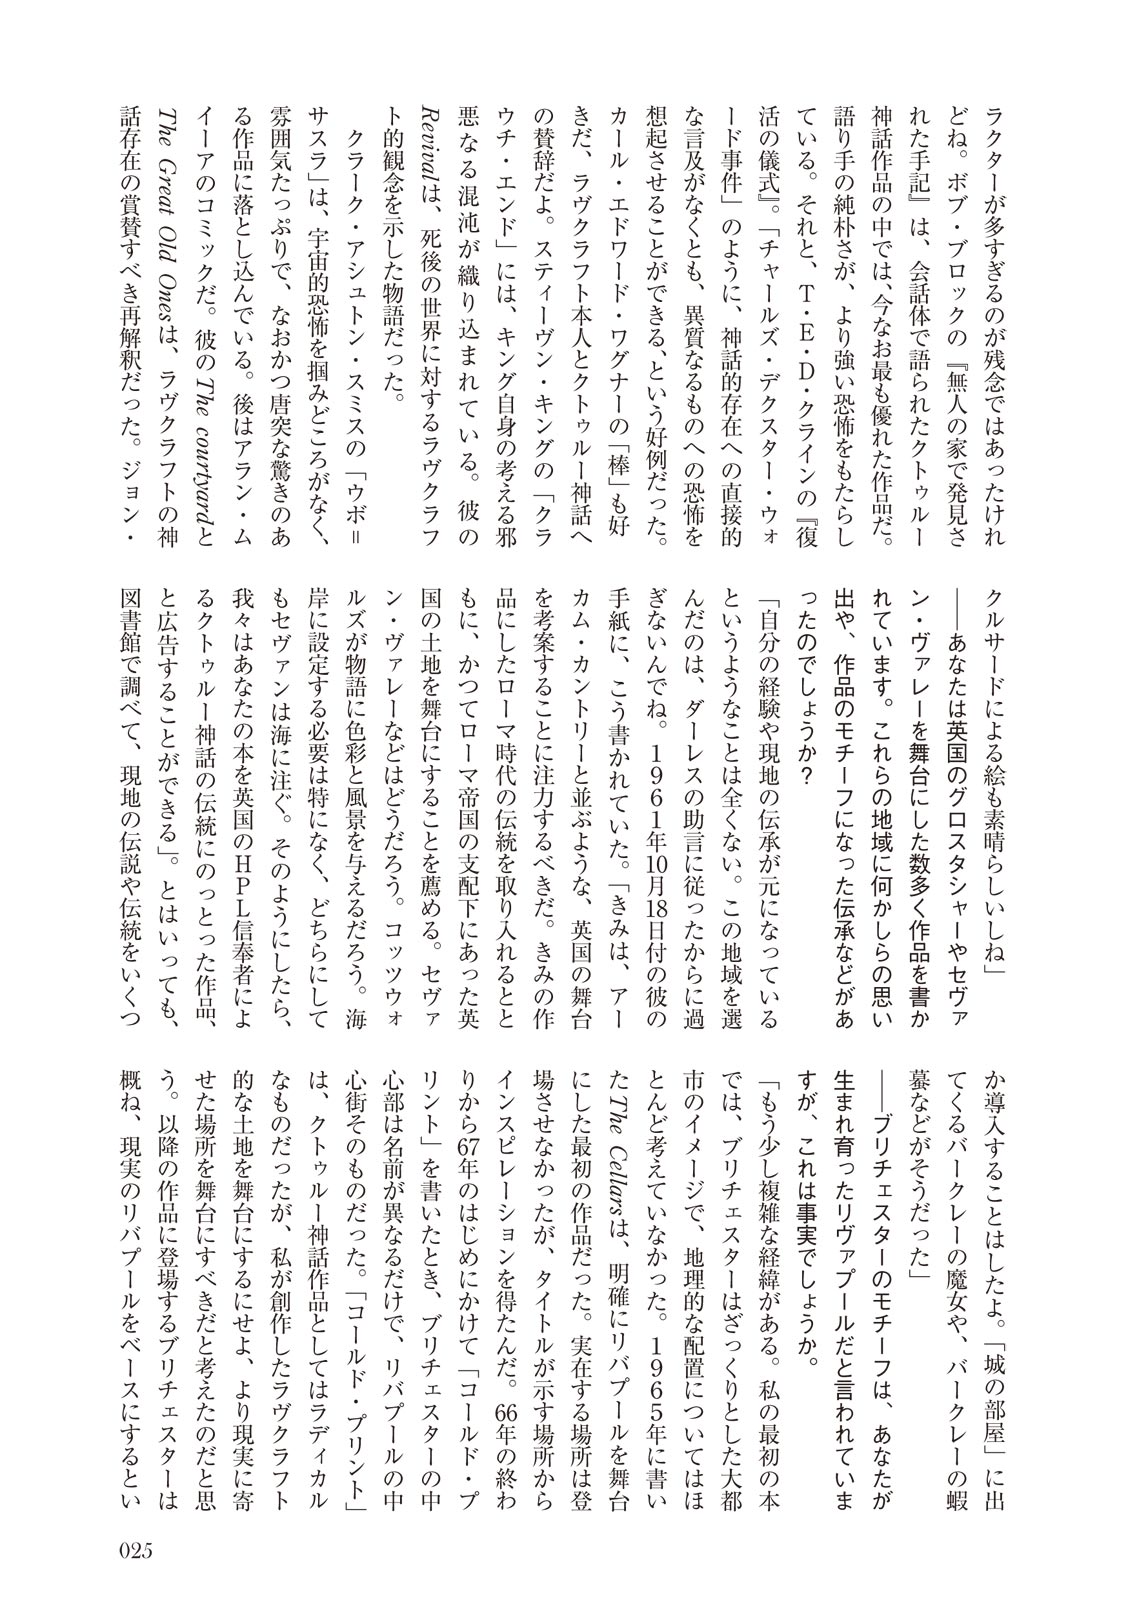 ラクターが多すぎるのが残念ではあったけれ
どね。ボブ・ブロックの『無人の家で発見さ
れた手記』は、会話体で語られたクトゥルー
神話作品の中では、今なお最も優れた作品だ。
語り手の純朴さが、より強い恐怖をもたらし
ている。それと、T・E・D・クラインの『復
活の儀式』。「チャールズ・デクスター・ウォ
ード事件」のように、神話的存在への直接的
な言及がなくとも、異質なるものへの恐怖を
想起させることができる、という好例だった。
カール・エドワード・ワグナーの「棒」も好
きだ、ラヴクラフト本人とクトゥルー神話へ
の賛辞だよ。スティーヴン・キングの「クラ
ウチ・エンド」には、キング自身の考える邪
悪なる混沌が織り込まれている。彼の
Revivalは、死後の世界に対するラヴクラフ
ト的観念を示した物語だった。
クラーク・アシュトン・スミスの「ウボ＝
サスラ」は、宇宙的恐怖を掴みどころがなく、
雰囲気たっぷりで、なおかつ唐突な驚きのあ
る作品に落とし込んでいる。後はアラン・ム
イーアのコミックだ。彼のThe courtyardと
The Great Old Onesは、ラヴクラフトの神
話存在の賞賛すべき再解釈だった。ジョン・
クルサードによる絵も素晴らしいしね」
――あなたは英国のグロスタシャーやセヴァ
ン・ヴァレーを舞台にした数多く作品を書か
れています。これらの地域に何かしらの思い
出や、作品のモチーフになった伝承などがあ
ったのでしょうか？
「自分の経験や現地の伝承が元になっている
というようなことは全くない。この地域を選
んだのは、ダーレスの助言に従ったからに過
ぎないんでね。1961年10月18日付の彼の
手紙に、こう書かれていた。「きみは、アー
カム・カントリーと並ぶような、英国の舞台
を考案することに注力するべきだ。きみの作
品にしたローマ時代の伝統を取り入れるとと
もに、かつてローマ帝国の支配下にあった英
国の土地を舞台にすることを薦める。セヴァ
ン・ヴァレーなどはどうだろう。コッツウォ
ルズが物語に色彩と風景を与えるだろう。海
岸に設定する必要は特になく、どちらにして
もセヴァンは海に注ぐ。そのようにしたら、
我々はあなたの本を英国のHPL信奉者によ
るクトゥルー神話の伝統にのっとった作品、
と広告することができる」。とはいっても、
図書館で調べて、現地の伝説や伝統をいくつ
か導入することはしたよ。「城の部屋」に出
てくるバークレーの魔女や、バークレーの蝦
蟇などがそうだった」
――ブリチェスターのモチーフは、あなたが
生まれ育ったリヴァプールだと言われていま
すが、これは事実でしょうか。
「もう少し複雑な経緯がある。私の最初の本
では、ブリチェスターはざっくりとした大都
市のイメージで、地理的な配置についてはほ
とんど考えていなかった。1965年に書い
たThe Cellarsは、明確にリバプールを舞台
にした最初の作品だった。実在する場所は登
場させなかったが、タイトルが示す場所から
インスピレーションを得たんだ。66年の終わ
りから67年のはじめにかけて「コールド・プ
リント」を書いたとき、ブリチェスターの中
心部は名前が異なるだけで、リバプールの中
心街そのものだった。「コールド・プリント」
は、クトゥルー神話作品としてはラディカル
なものだったが、私が創作したラヴクラフト
的な土地を舞台にするにせよ、より現実に寄
せた場所を舞台にすべきだと考えたのだと思
う。以降の作品に登場するブリチェスターは
概ね、現実のリバプールをベースにするとい
025